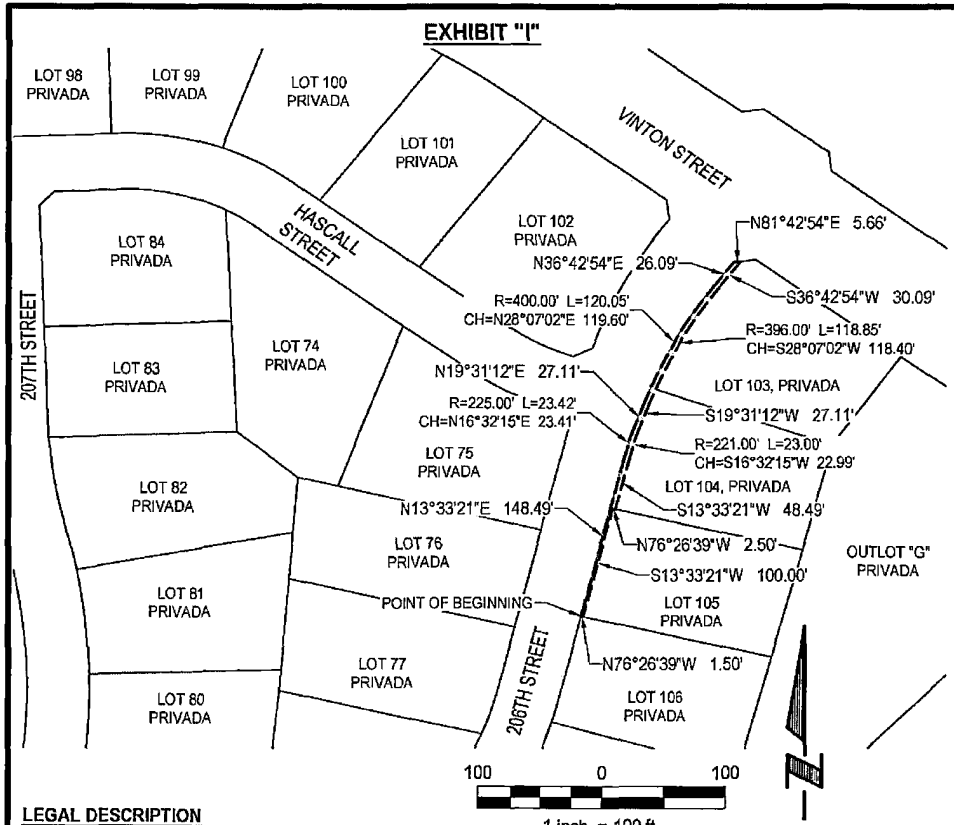 EXHIBIT "I"
LOT 98
PRIVADA
LOT 99
PRIVADA
LOT 100
PRIVADA
LOT 101
PRIVADA
VINTON STREET
LOT 102
PRIVADA
HASCALL
STREET
LOT 84
PRIVADA
207TH STREET
LOT 83
PRIVADA
LOT 74
PRIVADA
N81°42'54"E 5.66'
N36°42'54"E 26.09'
S36°42'54"W 30.09'
R=400.00' L=120.05'
CH=N28°07'02"E 119.60'
R=396.00' L=118.85'
CH=S28°07'02"W 118.40'
N19°31'12"E 27.11'
LOT 103, PRIVADA
R=225.00' L=23.42'
CH=N16°32'15"E 23.41'
S19°31'12"W 27.11'
R=221.00' L=23.00'
CH=S16°32'15"W 22.99'
LOT 75
PRIVADA
LOT 82
PRIVADA
LOT 104, PRIVADA
N13°33'21"E 148.49'
S13°33'21"W 48.49'
LOT 76
PRIVADA
N76°26'39"W 2.50'
OUTLOT "G"
PRIVADA
S13°33'21"W 100.00'
LOT 81
PRIVADA
POINT OF BEGINNING
LOT 105
PRIVADA
LOT 77
PRIVADA
N76°26'39"W 1.50'
206TH STREET
LOT 80
PRIVADA
LOT 106
PRIVADA
100 0 100
1 inch = 100 ft.
LEGAL DESCRIPTION